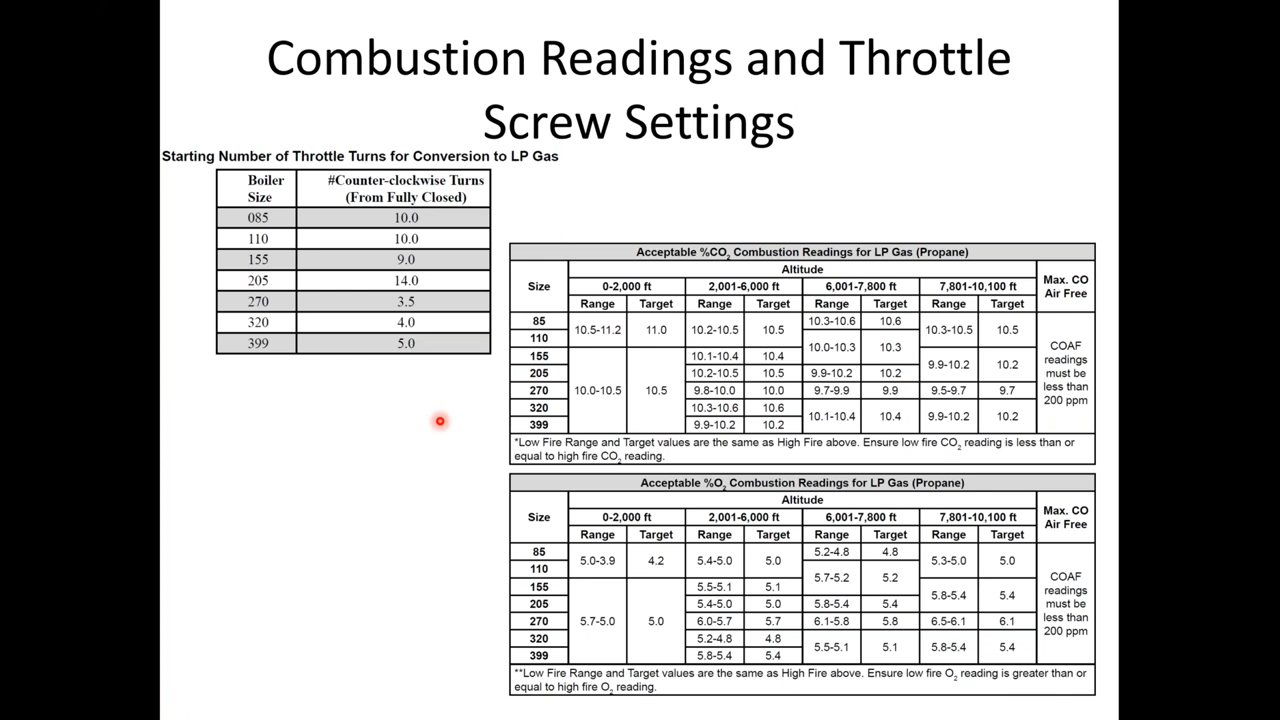 Combustion Readings and Throttle
Screw Settings
Starting Number of Throttle Turns for Conversion to LP Gas
Boiler Size #Counter-clockwise Turns (From Fully Closed)
085 10.0
110 10.0
155 9.0
205 14.0
270 3.5
320 4.0
399 5.0
Acceptable %CO2 Combustion Readings for LP Gas (Propane)
Size Altitude Max. CO Air Free
0-2,000 ft 2,001-6,000 ft 6,001-7,800 ft 7,801-10,100 ft
Range Target Range Target Range Target Range Target
85 10.5-11.2 11.0 10.2-10.5 10.5 10.3-10.6 10.6 10.3-10.5 10.5
110 10.0-10.3 10.3
155 10.0-10.5 10.5 10.1-10.4 10.4 9.9-10.2 10.2
205 10.2-10.5 10.5 9.9-10.2 10.2
270 9.8-10.0 10.0 9.7-9.9 9.9 9.5-9.7 9.7
320 10.3-10.6 10.6 10.1-10.4 10.4 9.9-10.2 10.2
399 9.9-10.2 10.2
COAF
readings
must be
less than
200 ppm
*Low Fire Range and Target values are the same as High Fire above. Ensure low fire CO2 reading is less than or
equal to high fire CO2 reading.
Acceptable %O2 Combustion Readings for LP Gas (Propane)
Size Altitude Max. CO Air Free
0-2,000 ft 2,001-6,000 ft 6,001-7,800 ft 7,801-10,100 ft
Range Target Range Target Range Target Range Target
85 5.0-3.9 4.2 5.4-5.0 5.0 5.2-4.8 4.8 5.3-5.0 5.0
110 5.7-5.2 5.2
155 5.7-5.0 5.0 5.5-5.1 5.1 5.8-5.4 5.4
205 5.4-5.0 5.0 5.8-5.4 5.4
270 6.0-5.7 5.7 6.1-5.8 5.8 6.5-6.1 6.1
320 5.2-4.8 4.8 5.5-5.1 5.1 5.8-5.4 5.4
399 5.8-5.4 5.4
COAF
readings
must be
less than
200 ppm
**Low Fire Range and Target values are the same as High Fire above. Ensure low fire O2 reading is greater than or
equal to high fire O2 reading.